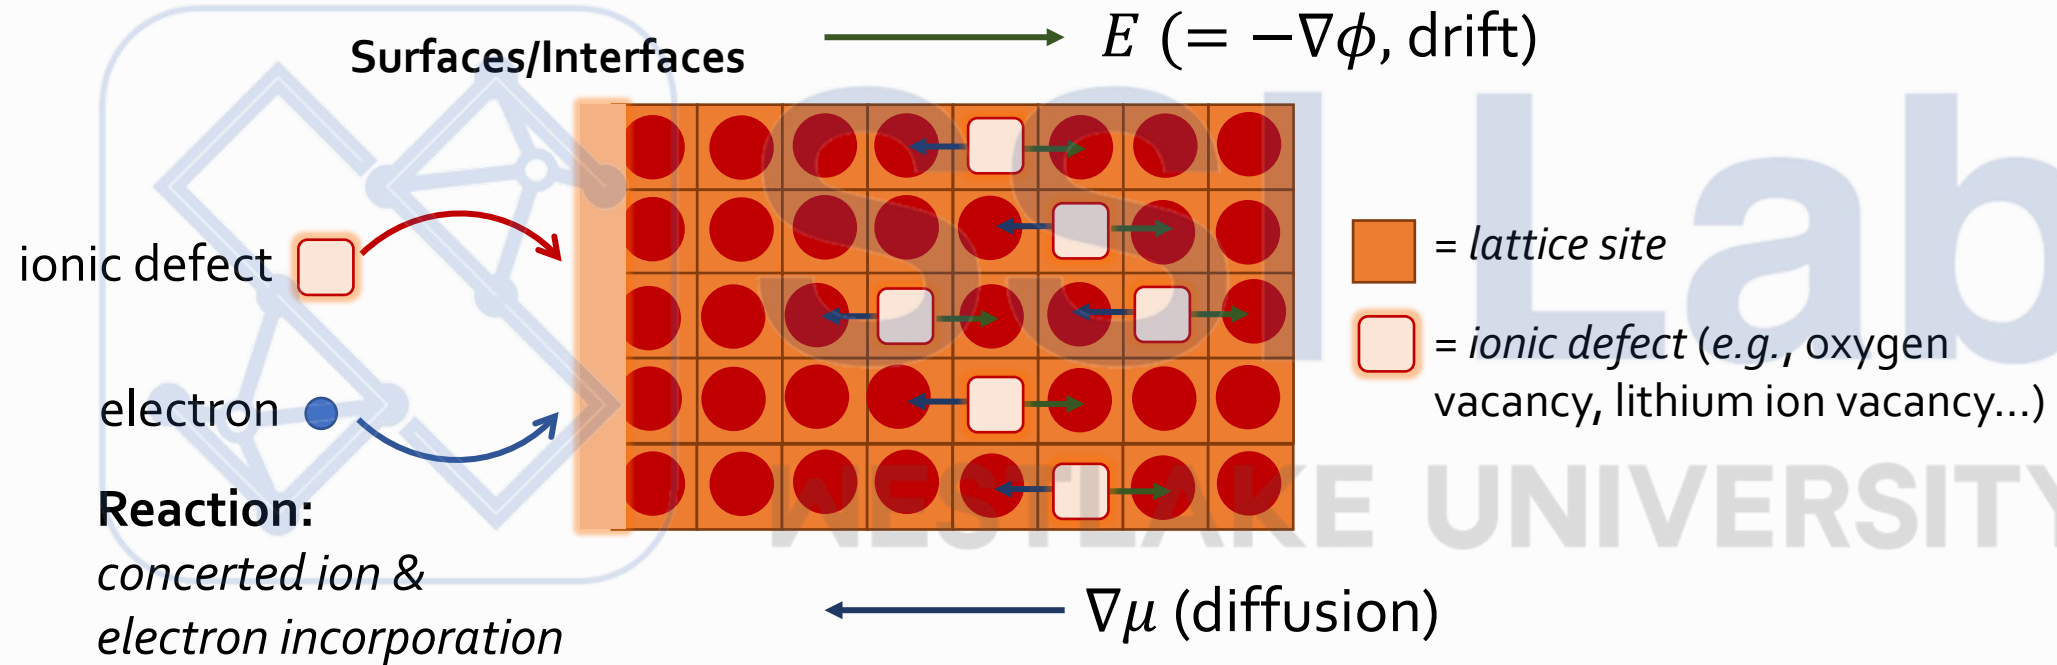 Surfaces/Interfaces
E (= −∇ϕ, drift)
ionic defect
electron
Reaction:
concerted ion &
electron incorporation
= lattice site
= ionic defect (e.g., oxygen
vacancy, lithium ion vacancy...)
∇μ (diffusion)
SSI Lab
WESTLAKE UNIVERSITY